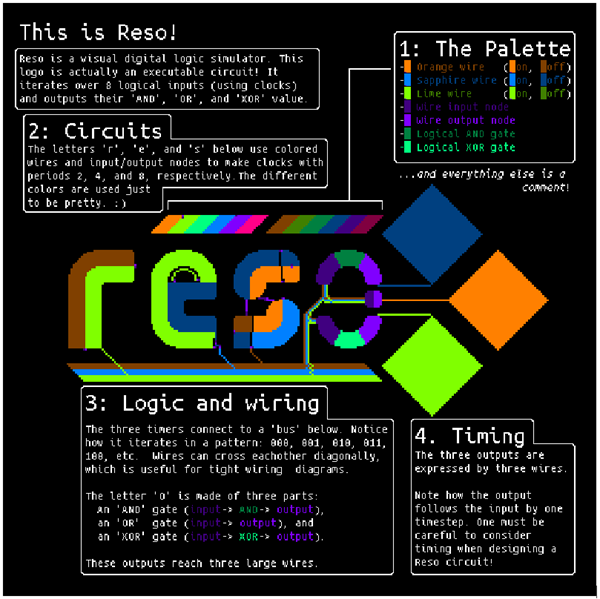 This is Reso!
Reso is a visual digital logic simulator. This
logo is actually an executable circuit! It
iterates over 8 logical inputs (using clocks)
and outputs their 'AND', 'OR', and 'XOR' value.
1: The Palette
- Orange wire (on, off)
- Sapphire wire (on, off)
- Lime wire (on, off)
- Wire input node
- Wire output node
- Logical AND gate
- Logical XOR gate
...and everything else is a
comment!
2: Circuits
The letters 'r', 'e', and 's' below use colored
wires and input/output nodes to make clocks with
periods 2, 4, and 8, respectively.The different
colors are used just
to be pretty. :)
reso
3: Logic and wiring
The three timers connect to a 'bus' below. Notice
how it iterates in a pattern: 000, 001, 010, 011,
100, etc. Wires can cross eachother diagonally,
which is useful for tight wiring diagrams.
The letter 'O' is made of three parts:
An 'AND' gate (input-> AND-> output),
an 'OR' gate (input-> output), and
an 'XOR' gate (input-> XOR-> output).
These outputs reach three large wires.
4. Timing
The three outputs are
expressed by three wires.
Note how the output
follows the input by one
timestep. One must be
careful to consider
timing when designing a
Reso circuit!